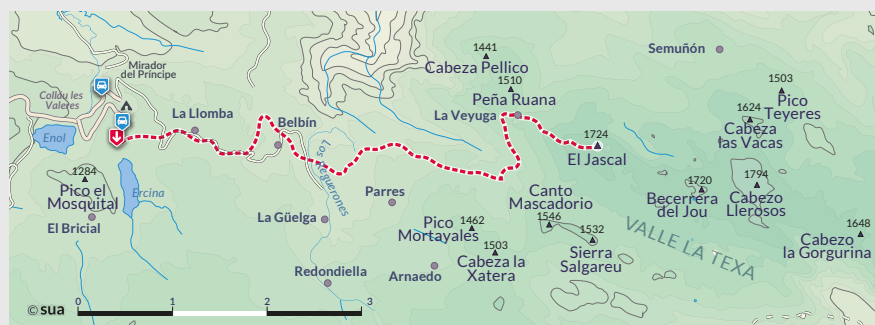 1441
Cabeza Pellico
Semuñón
Mirador
del Príncipe
1510
Peña Ruana
1503
Pico
Teyeres
Collau les
Valeres
La Llomba
Belbín
La Veyuga
1624
Cabeza
las Vacas
Enol
1724
El Jascal
Los Reguerones
1284
Pico el
Mosquital
Ercina
Parres
Canto
Mascadorio
1546
1720
Becerrera
del Jou
1794
Cabezo
Llerosos
El Bricial
La Güelga
Pico
Mortayales
1462
1532
Sierra
Salgareu
VALLE LA TEXA
1648
Cabezo
la Gorgurina
1503
Cabeza la
Xatera
Redondiella
Arnaedo
© sua
0 1 2 3